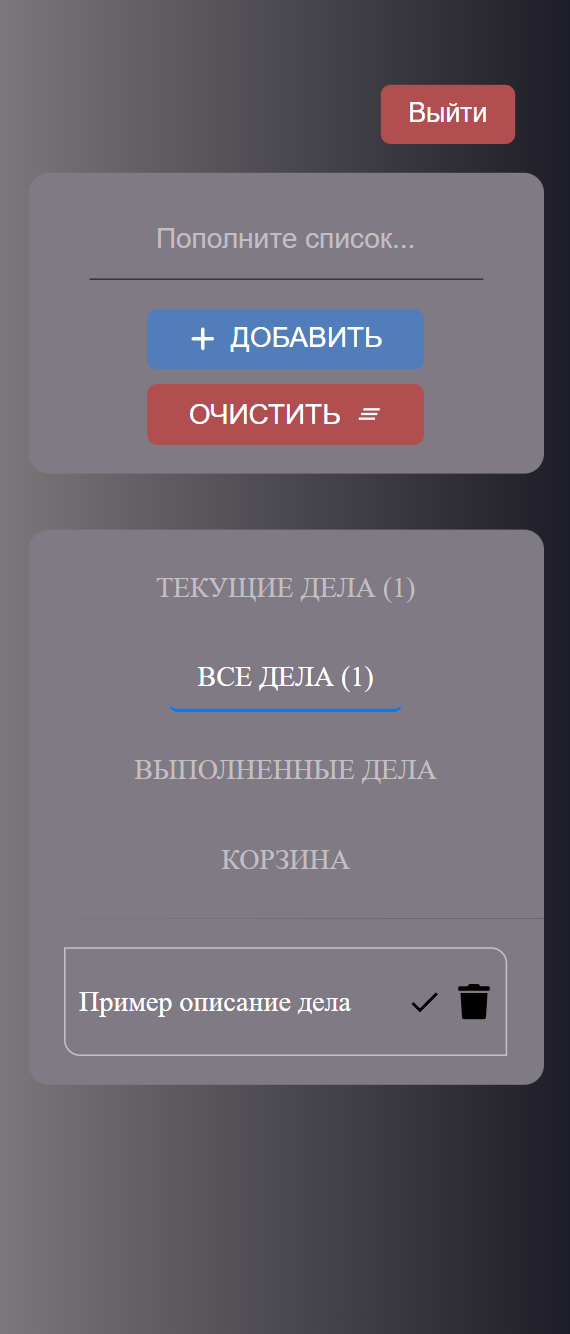 Выйти
Пополните список...
ДОБАВИТЬ
ОЧИСТИТЬ
ТЕКУЩИЕ ДЕЛА (1)
ВСЕ ДЕЛА (1)
ВЫПОЛНЕННЫЕ ДЕЛА
КОРЗИНА
Пример описание дела